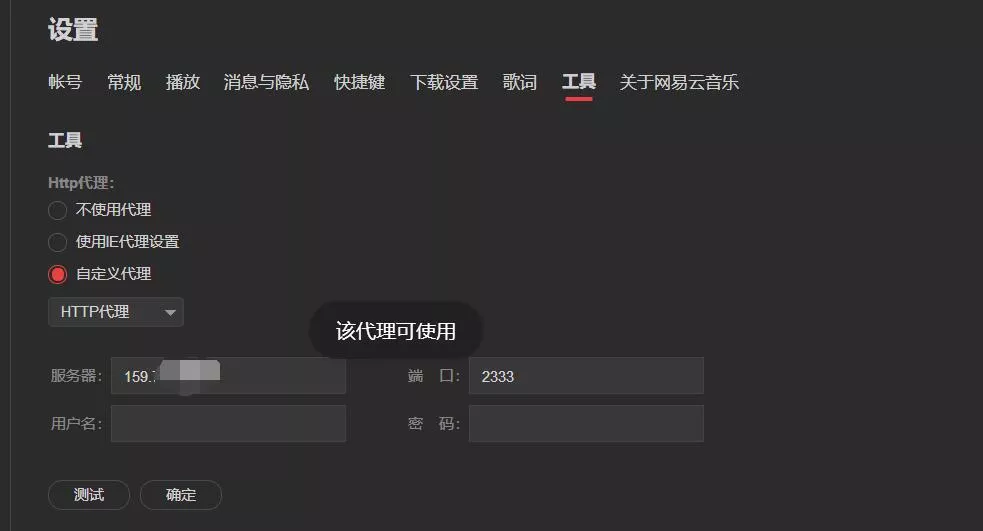 设置
帐号 常规 播放 消息与隐私 快捷键 下载设置 歌词 工具 关于网易云音乐
工具
Http代理:
不使用代理
使用IE代理设置
自定义代理
HTTP代理
该代理可使用
服务器: 159. 端 口: 2333
用户名: 密 码:
测试 确定